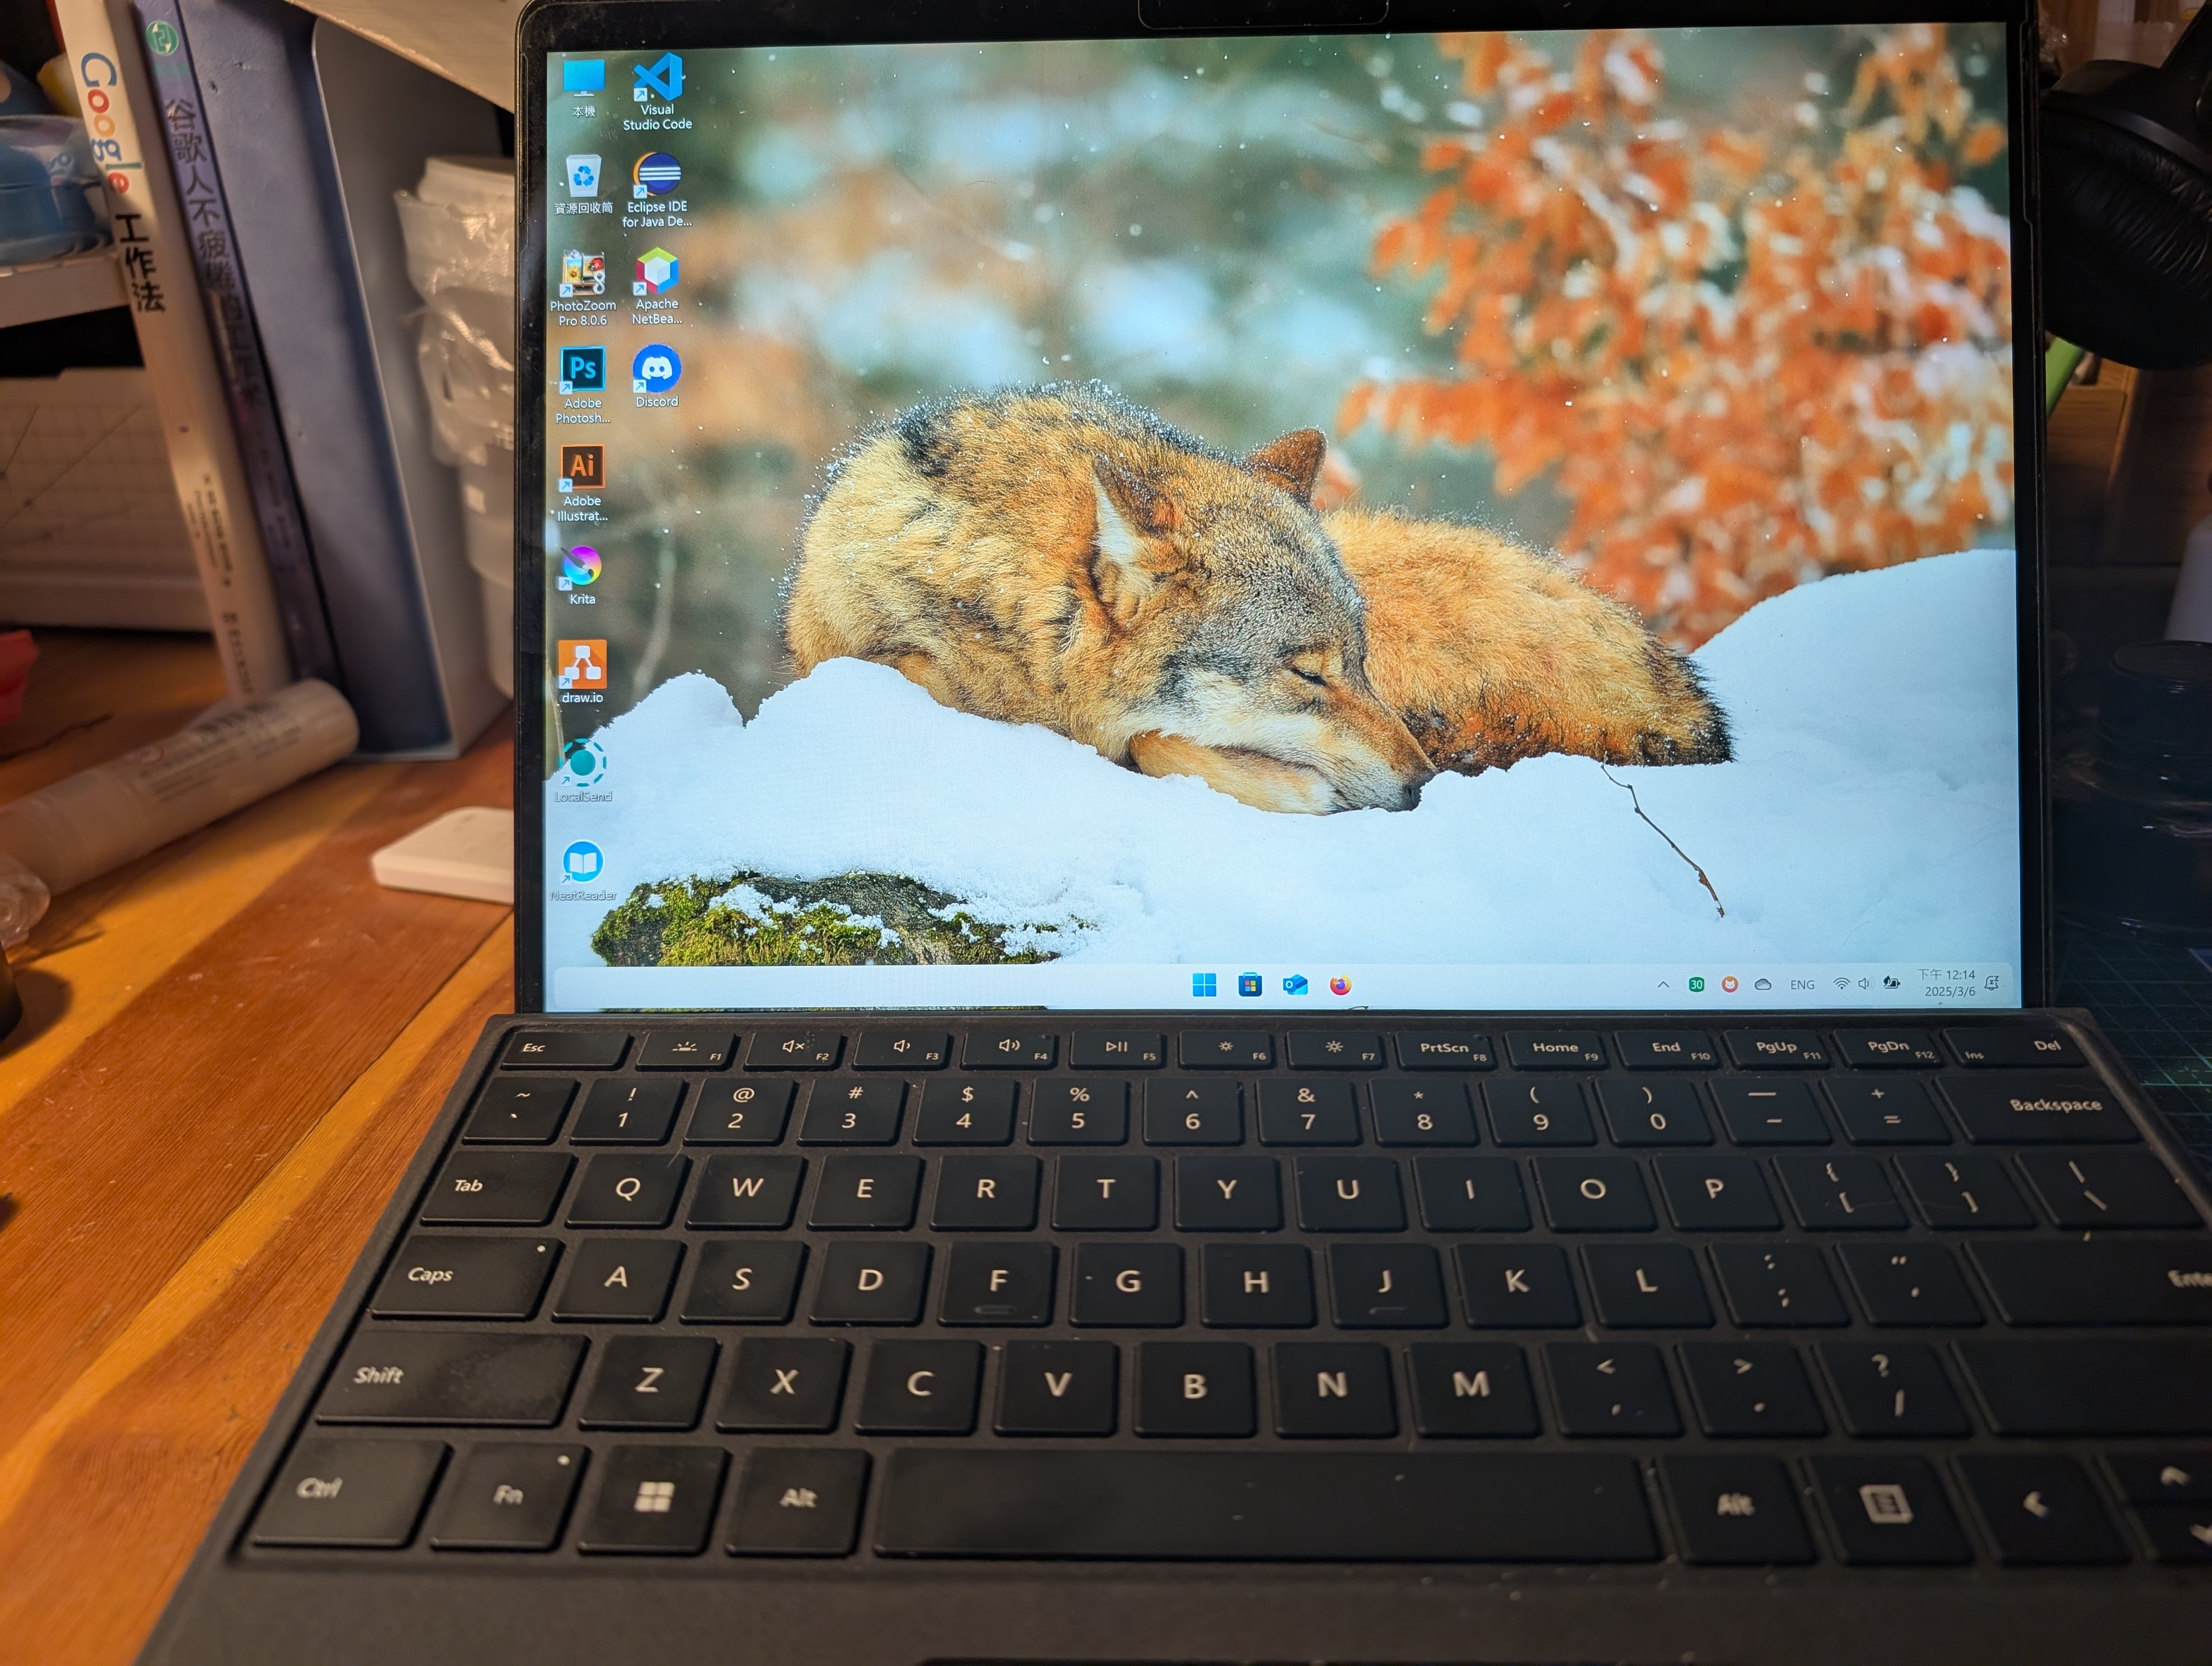 Google 工作法
谷歌人不疲
本機
Visual
Studio Code
資源回收筒
Eclipse IDE
for Java De...
PhotoZoom
Pro 8.0.6
Apache
NetBea...
Ps
Adobe
Photosh...
Discord
Ai
Adobe
Illustrat...
Krita
draw.io
LocalSend
NeatReader
30
ENG
下午 12:14
2025/3/6
Esc F1 F2 F3 F4 F5 F6 F7 PrtScn F8 Home F9 End F10 PgUp F11 PgDn F12 Ins Del
~ ! @ # $ % ^ & * ( ) — +
` 1 2 3 4 5 6 7 8 9 0 - = Backspace
Tab Q W E R T Y U I O P { [ } ] | \
Caps A S D F G H J K L : ; " ' Ente
Shift Z X C V B N M < , > . ? /
Ctrl Fn Alt Alt